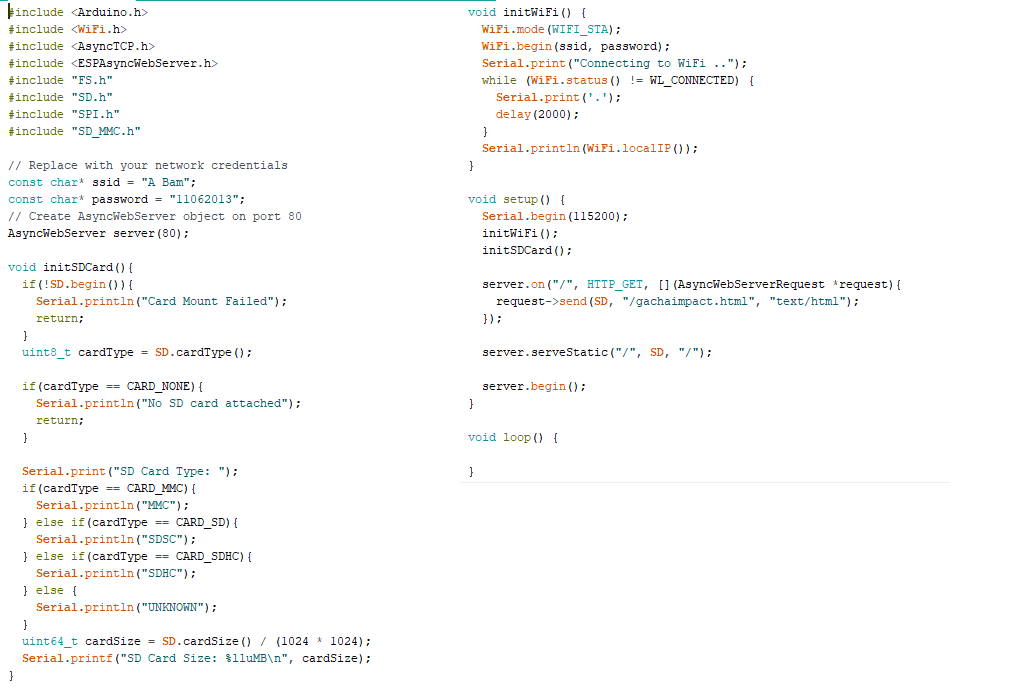 #include <Arduino.h>
#include <WiFi.h>
#include <AsyncTCP.h>
#include <ESPAsyncWebServer.h>
#include "FS.h"
#include "SD.h"
#include "SPI.h"
#include "SD_MMC.h"

// Replace with your network credentials
const char* ssid = "A Bam";
const char* password = "11062013";
// Create AsyncWebServer object on port 80
AsyncWebServer server(80);

void initSDCard(){
  if(!SD.begin()){
    Serial.println("Card Mount Failed");
    return;
  }
  uint8_t cardType = SD.cardType();

  if(cardType == CARD_NONE){
    Serial.println("No SD card attached");
    return;
  }

  Serial.print("SD Card Type: ");
  if(cardType == CARD_MMC){
    Serial.println("MMC");
  } else if(cardType == CARD_SD){
    Serial.println("SDSC");
  } else if(cardType == CARD_SDHC){
    Serial.println("SDHC");
  } else {
    Serial.println("UNKNOWN");
  }
  uint64_t cardSize = SD.cardSize() / (1024 * 1024);
  Serial.printf("SD Card Size: %lluMB\n", cardSize);
}

void initWiFi() {
  WiFi.mode(WIFI_STA);
  WiFi.begin(ssid, password);
  Serial.print("Connecting to WiFi ..");
  while (WiFi.status() != WL_CONNECTED) {
    Serial.print('.');
    delay(2000);
  }
  Serial.println(WiFi.localIP());
}

void setup() {
  Serial.begin(115200);
  initWiFi();
  initSDCard();

  server.on("/", HTTP_GET, [](AsyncWebServerRequest *request){
    request->send(SD, "/gachaimpact.html", "text/html");
  });

  server.serveStatic("/", SD, "/");

  server.begin();
}

void loop() {

}